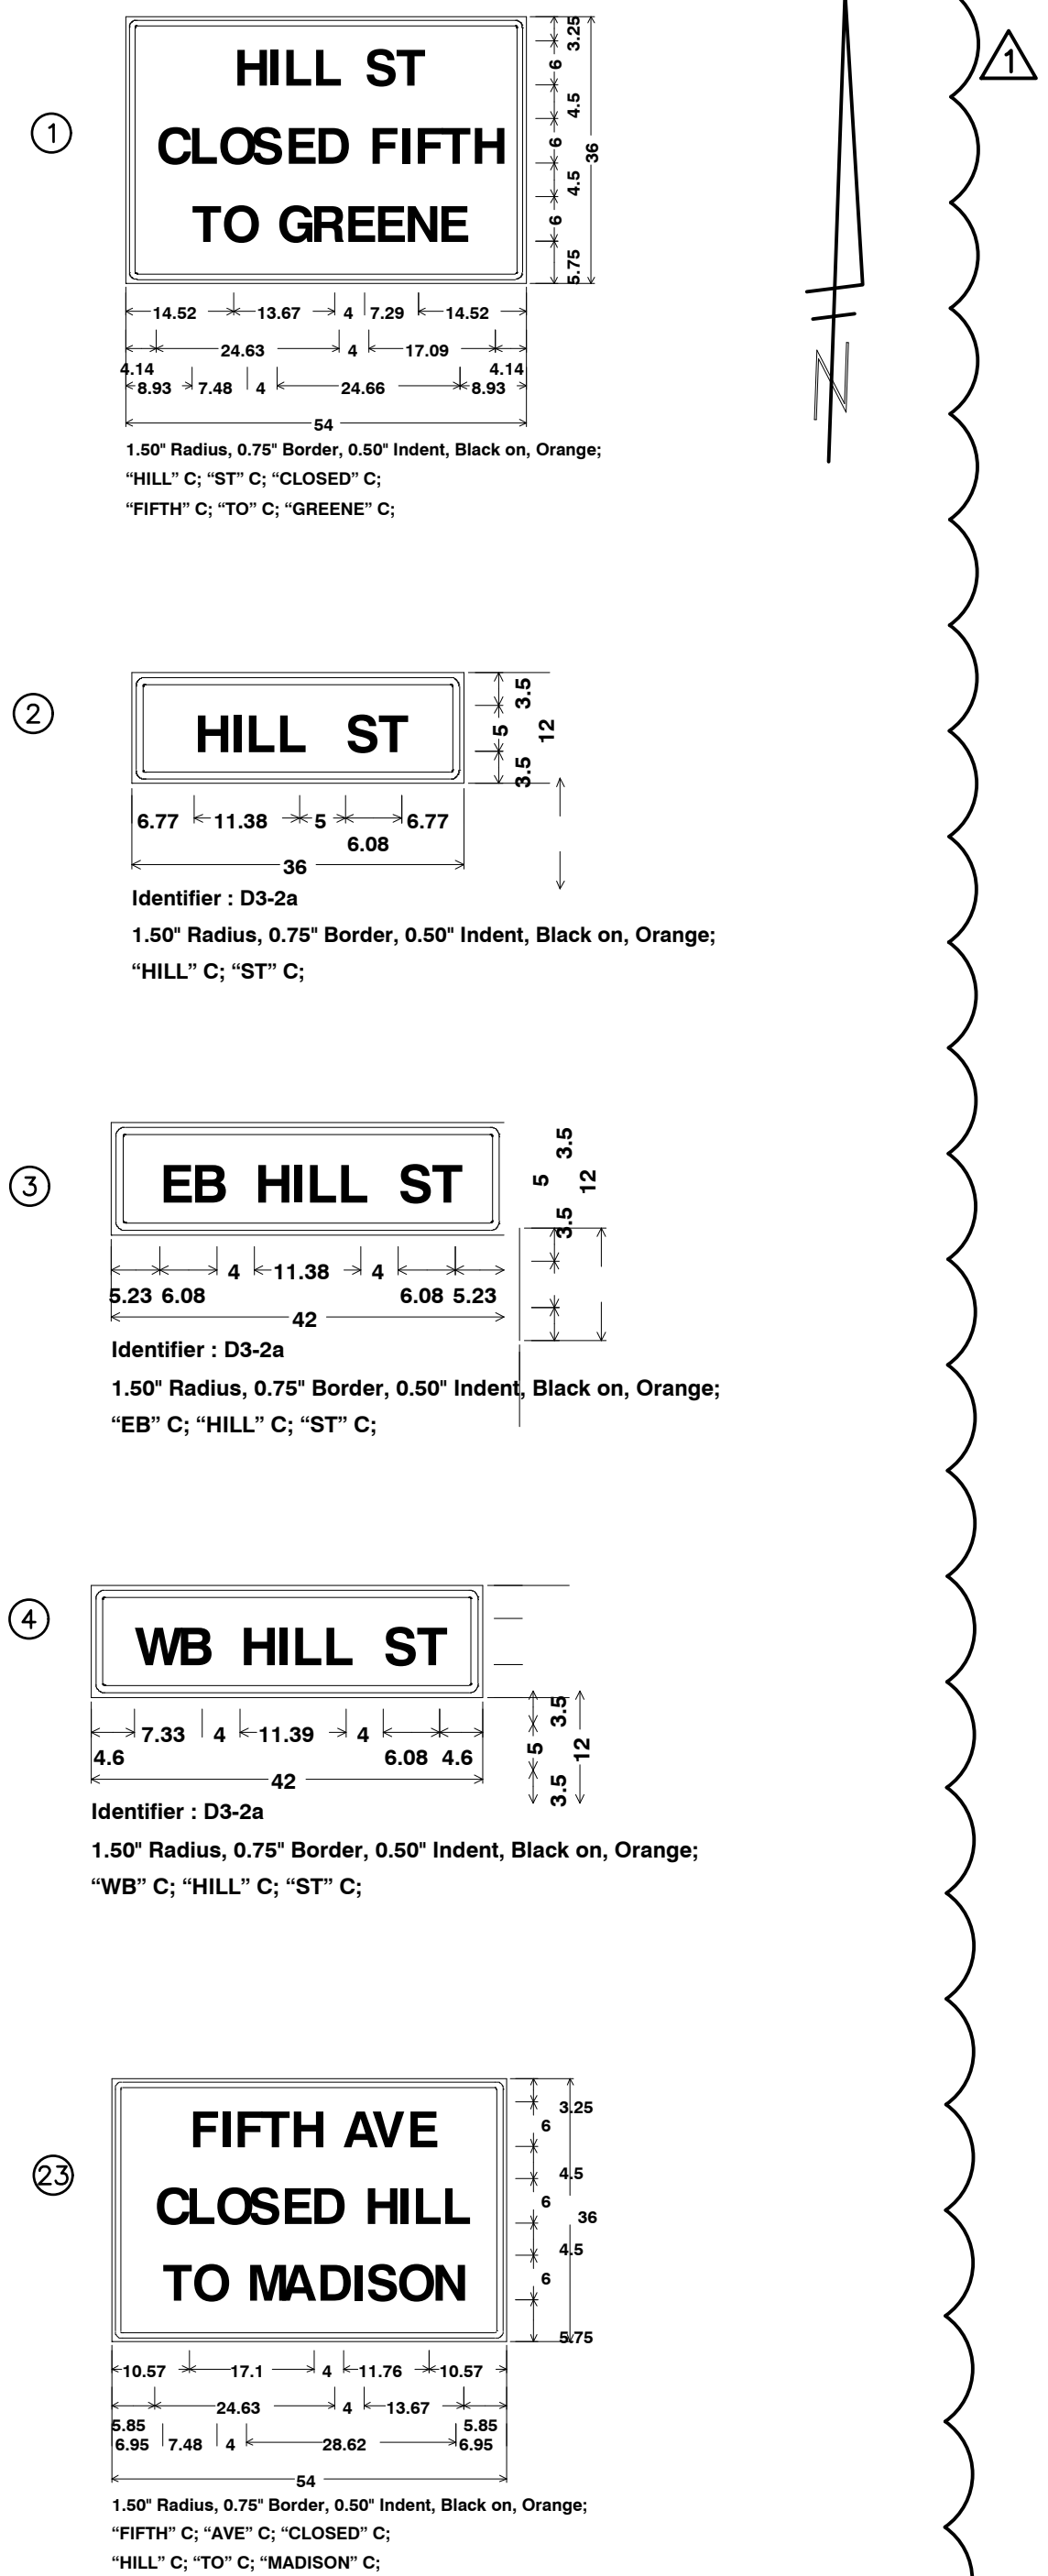 1
1
HILL ST
CLOSED FIFTH
TO GREENE
3.25
6
4.5
6
4.5
6
5.75
36
14.52 13.67 4 7.29 14.52
24.63 4 17.09
4.14 4.14
8.93 7.48 4 24.66 8.93
54
1.50" Radius, 0.75" Border, 0.50" Indent, Black on, Orange;
“HILL” C; “ST” C; “CLOSED” C;
“FIFTH” C; “TO” C; “GREENE” C;
N
2
HILL ST
3.5
5
3.5
12
6.77 11.38 5 6.77
6.08
36
Identifier : D3-2a
1.50" Radius, 0.75" Border, 0.50" Indent, Black on, Orange;
“HILL” C; “ST” C;
3
EB HILL ST
3.5
5
3.5
12
4 11.38 4
5.23 6.08 6.08 5.23
42
Identifier : D3-2a
1.50" Radius, 0.75" Border, 0.50" Indent, Black on, Orange;
“EB” C; “HILL” C; “ST” C;
4
WB HILL ST
3.5
5
3.5
12
7.33 4 11.39 4
4.6 6.08 4.6
42
Identifier : D3-2a
1.50" Radius, 0.75" Border, 0.50" Indent, Black on, Orange;
“WB” C; “HILL” C; “ST” C;
23
FIFTH AVE
CLOSED HILL
TO MADISON
3.25
6
4.5
6
36
4.5
6
5.75
10.57 17.1 4 11.76 10.57
24.63 4 13.67
5.85 5.85
6.95 7.48 4 28.62 6.95
54
1.50" Radius, 0.75" Border, 0.50" Indent, Black on, Orange;
“FIFTH” C; “AVE” C; “CLOSED” C;
“HILL” C; “TO” C; “MADISON” C;